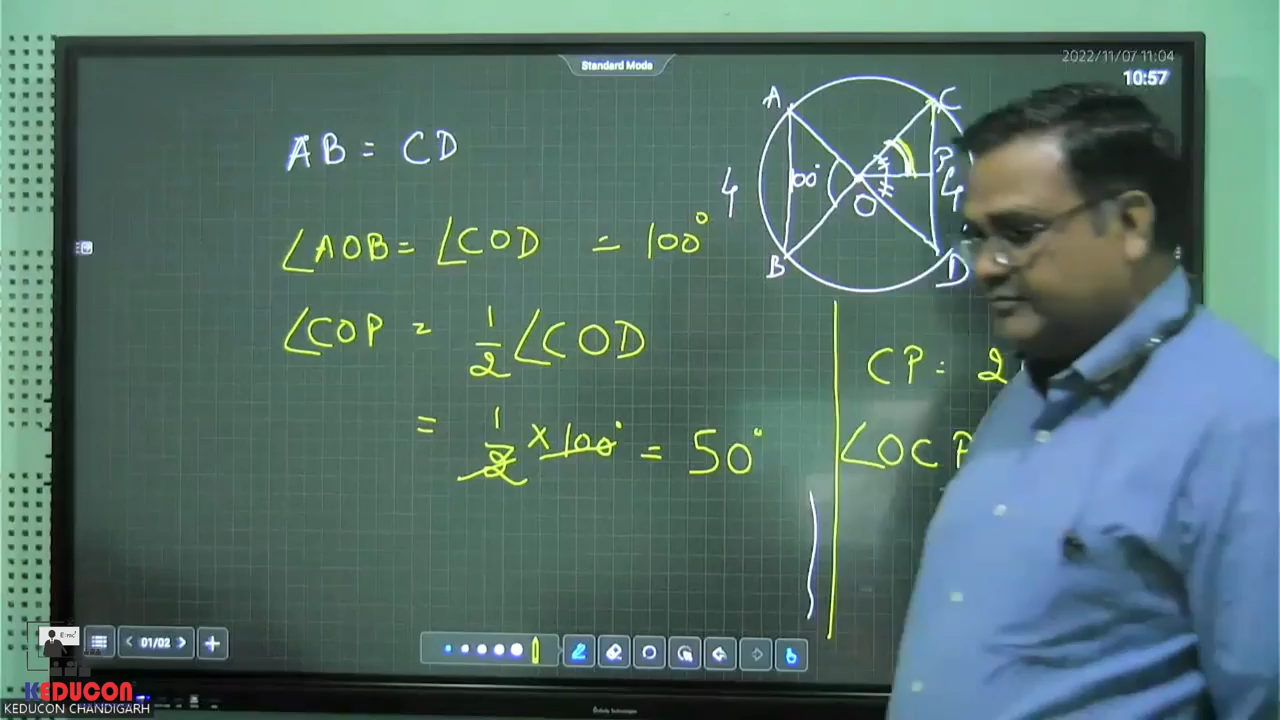 2022/11/07 11:04
Standard Mode
10:57
AB = CD
∠AOB = ∠COD = 100°
∠COP = 1/2 ∠COD
= 1/2 × 100° = 50°
A
C
4
100°
P
4
O
B
D
CP = 2
∠OCP
01/02
KEDUCON
KEDUCON CHANDIGARH